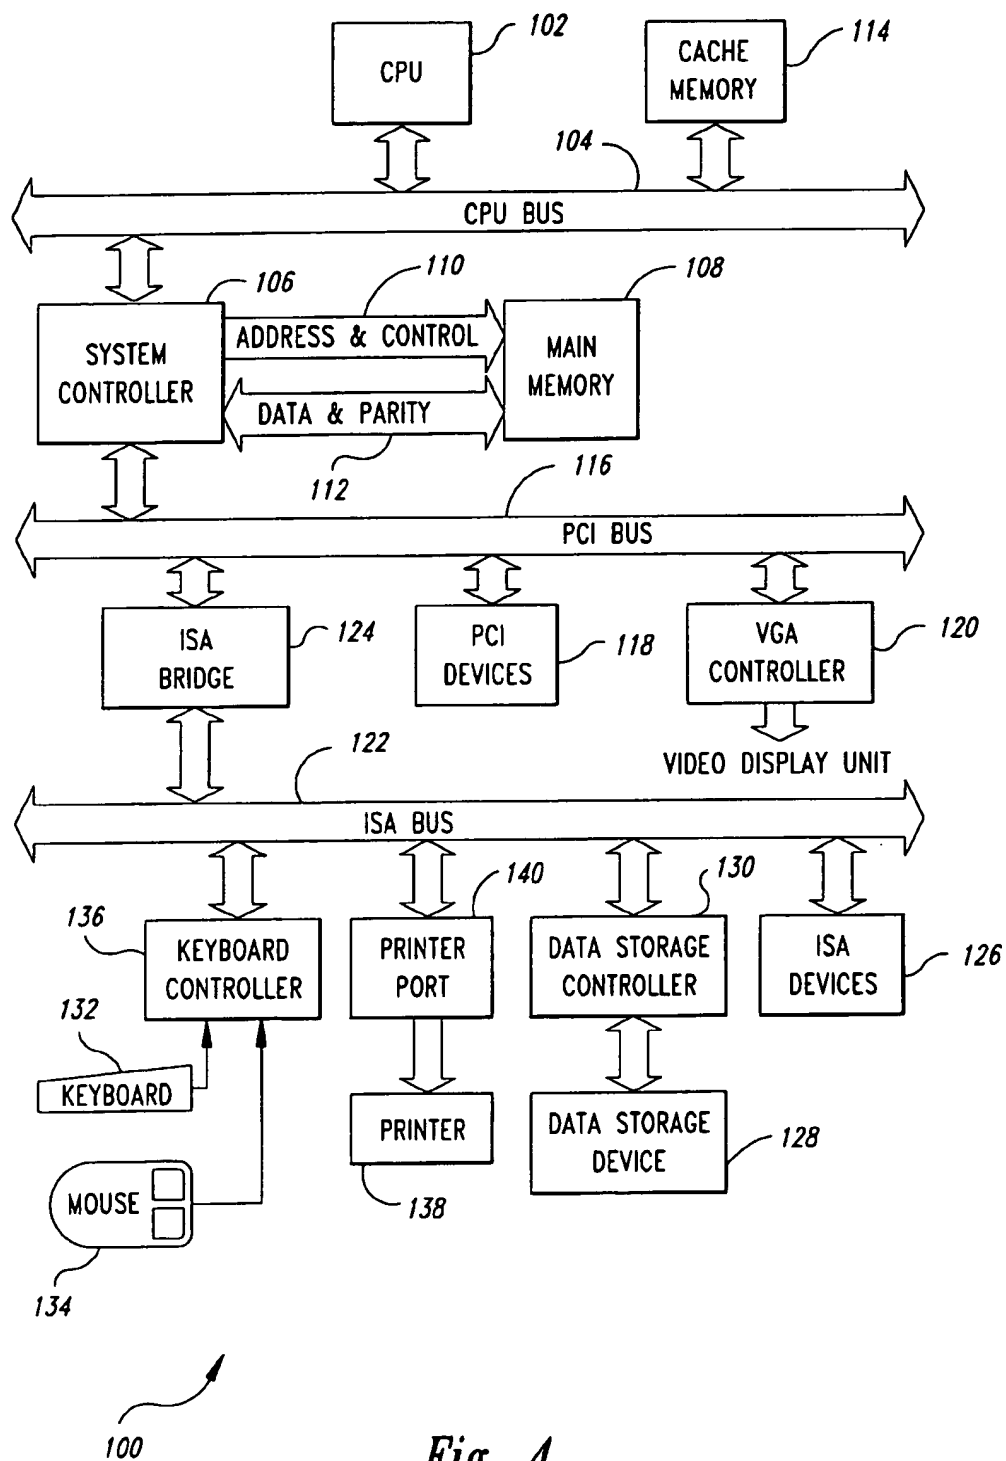 102
CPU
CACHE
MEMORY
114
104
CPU BUS
106
110
108
ADDRESS & CONTROL
SYSTEM
CONTROLLER
MAIN
MEMORY
DATA & PARITY
112
116
PCI BUS
ISA
BRIDGE
124
PCI
DEVICES
118
VGA
CONTROLLER
120
122
VIDEO DISPLAY UNIT
ISA BUS
140
130
136
KEYBOARD
CONTROLLER
PRINTER
PORT
DATA STORAGE
CONTROLLER
ISA
DEVICES
126
132
KEYBOARD
PRINTER
DATA STORAGE
DEVICE
128
MOUSE
138
134
100
Fig. 4